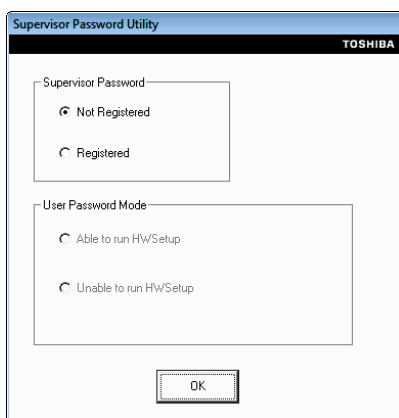 Supervisor Password Utility
TOSHIBA
Supervisor Password
Not Registered
Registered
User Password Mode
Able to run HWSetup
Unable to run HWSetup
OK